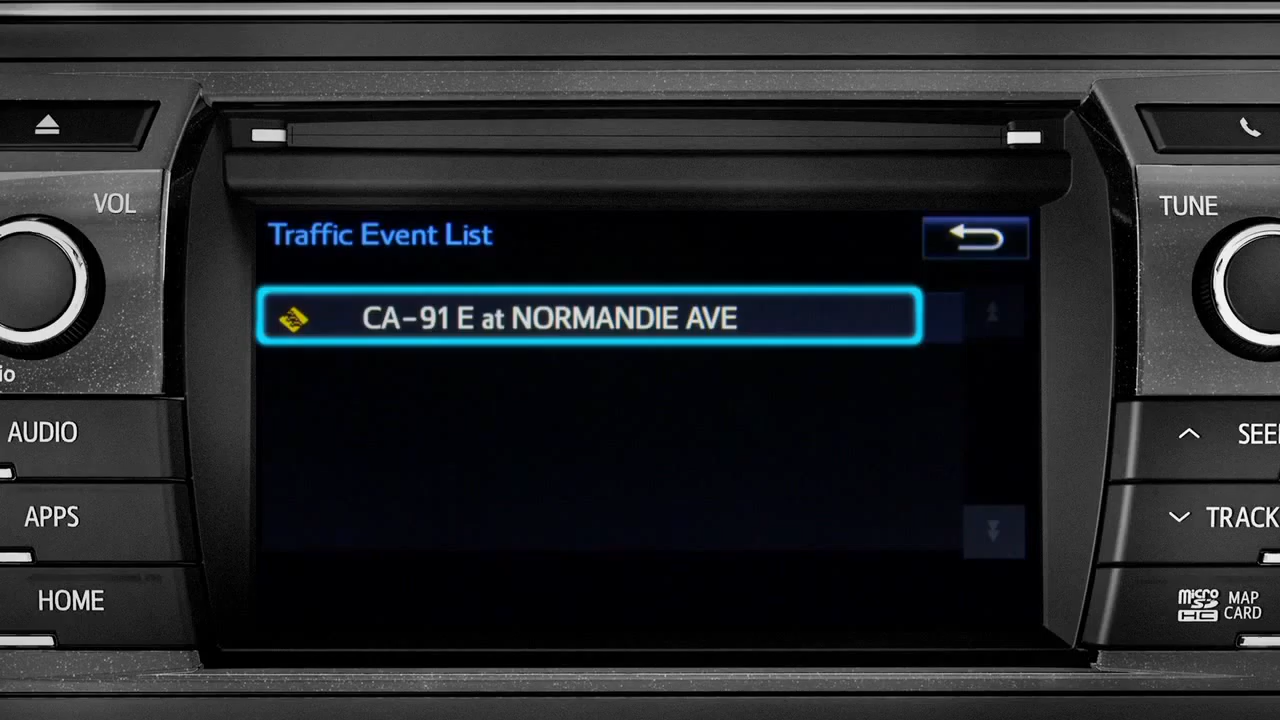 VOL
TUNE
Traffic Event List
CA-91 E at NORMANDIE AVE
io
AUDIO
SEE
APPS
TRACK
HOME
micro
SD
HC
MAP
CARD